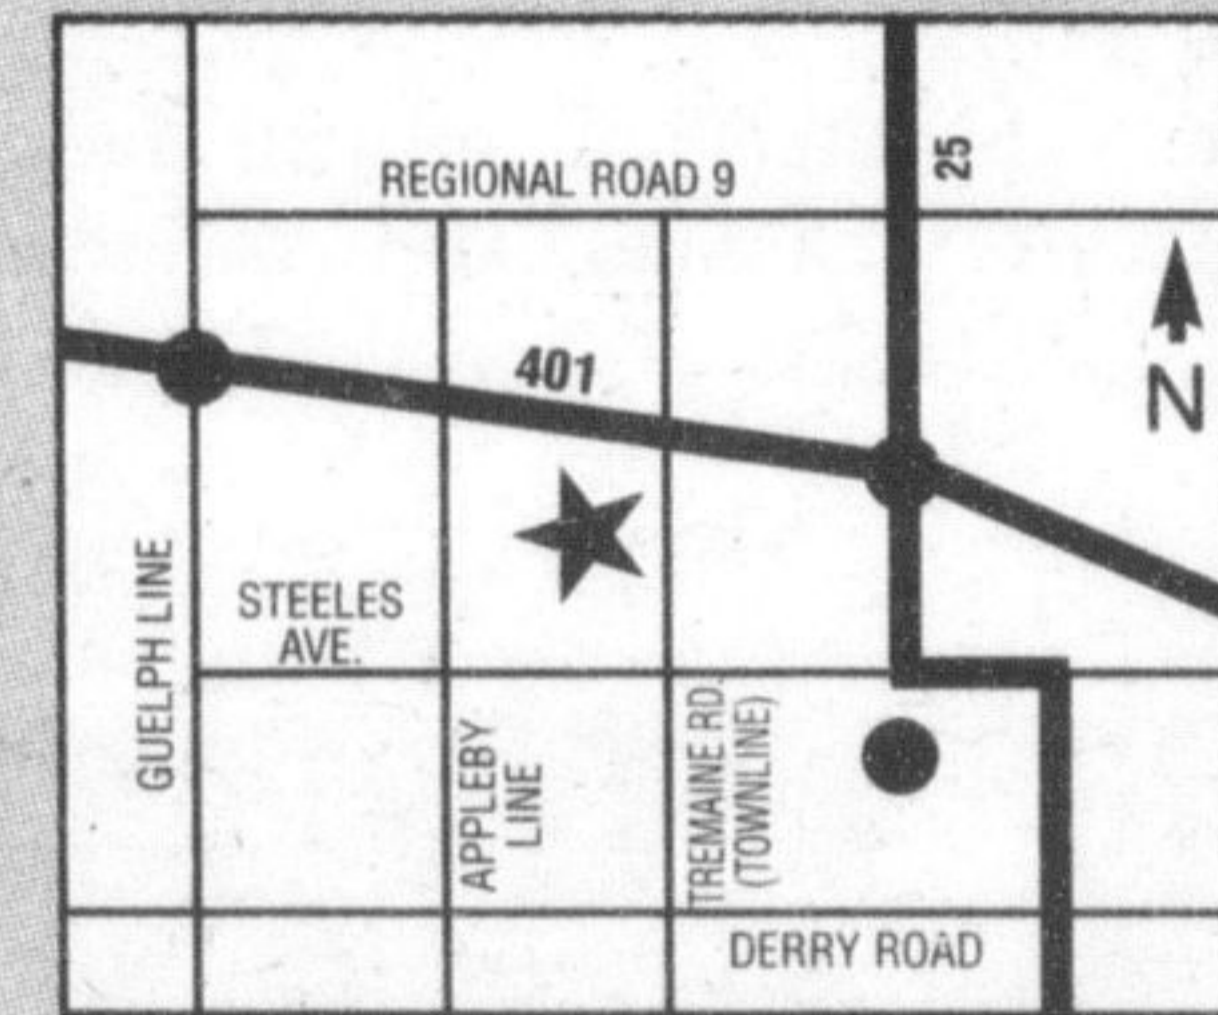 25
REGIONAL ROAD 9
401
N
GUELPH LINE
STEELES
AVE.
APPLEBY
LINE
TREMAINE RD.
(TOWNLINE)
DERRY ROAD